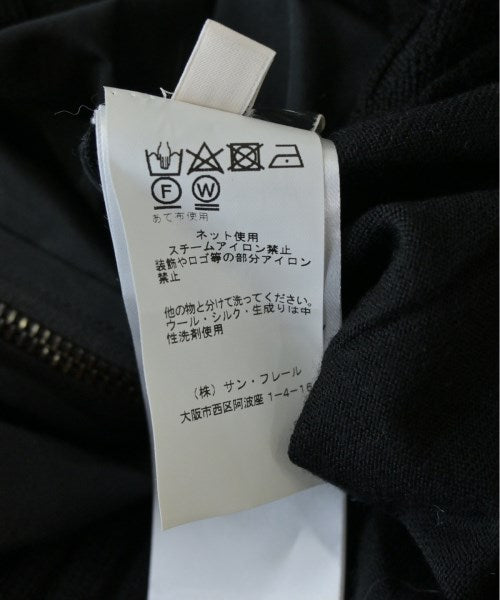 F W
あて布使用
ネット使用
スチームアイロン禁止
装飾やロゴ等の部分アイロン
禁止
他の物と分けて洗ってください。
ウール・シルク・生成りは中
性洗剤使用
(株) サン・フレール
大阪市西区阿波座 1-4-16